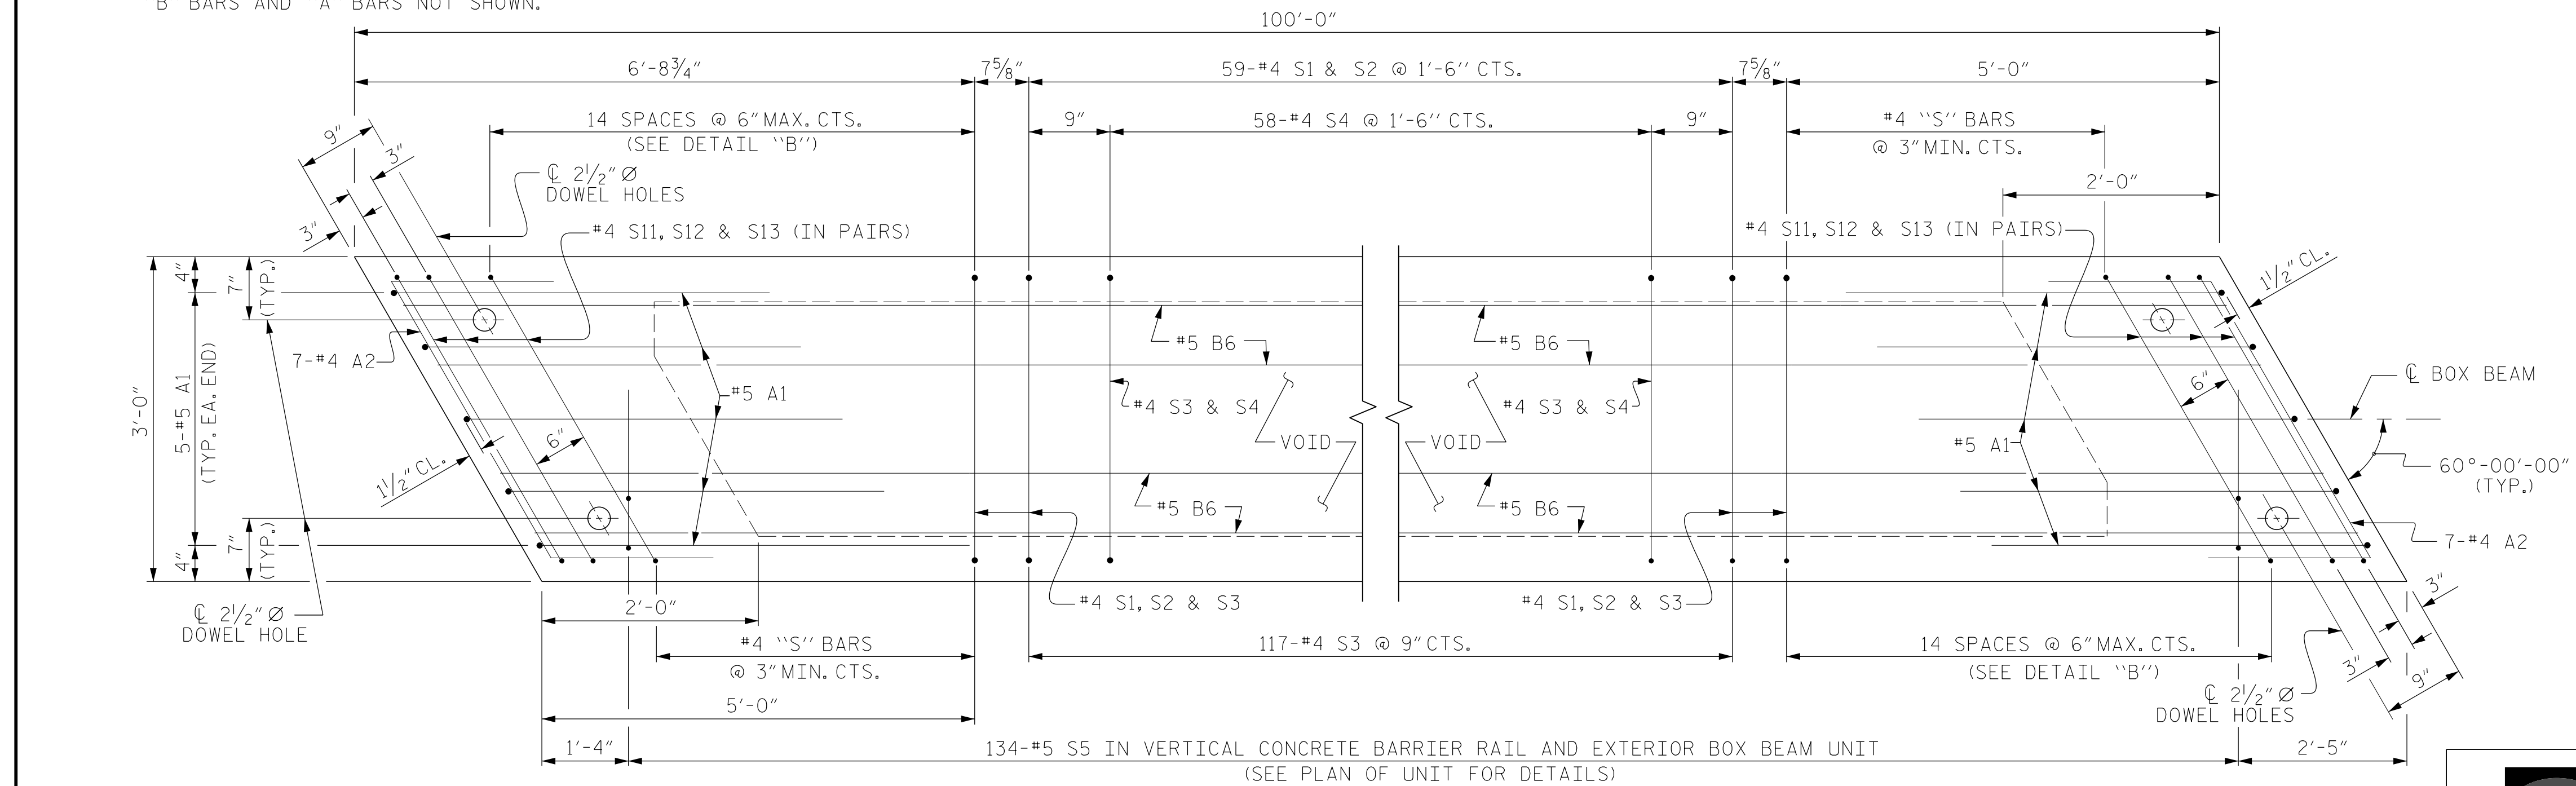 "B" BARS AND "A" BARS NOT SHOWN.
100'-0"
6'-8¾"
7⅝"
59-#4 S1 & S2 @ 1'-6" CTS.
7⅝"
5'-0"
14 SPACES @ 6" MAX. CTS.
(SEE DETAIL "B")
9"
58-#4 S4 @ 1'-6" CTS.
9"
#4 "S" BARS
@ 3" MIN. CTS.
9"
3"
3"
℄ 2½" Ø
DOWEL HOLES
2'-0"
#4 S11, S12 & S13 (IN PAIRS)
#4 S11, S12 & S13 (IN PAIRS)
1½" CL.
4"
7"
(TYP.)
3'-0"
5-#5 A1
(TYP. EA. END)
7-#4 A2
#5 A1
#5 B6
#5 B6
#4 S3 & S4
#4 S3 & S4
VOID
VOID
6"
℄ BOX BEAM
6"
1½" CL.
#5 A1
60°-00'-00"
(TYP.)
#5 B6
#5 B6
7-#4 A2
7"
(TYP.)
4"
℄ 2½" Ø
DOWEL HOLE
2'-0"
#4 S1, S2 & S3
#4 S1, S2 & S3
#4 "S" BARS
@ 3" MIN. CTS.
117-#4 S3 @ 9" CTS.
14 SPACES @ 6" MAX. CTS.
(SEE DETAIL "B")
3"
3"
9"
℄ 2½" Ø
DOWEL HOLES
5'-0"
1'-4"
134-#5 S5 IN VERTICAL CONCRETE BARRIER RAIL AND EXTERIOR BOX BEAM UNIT
(SEE PLAN OF UNIT FOR DETAILS)
2'-5"